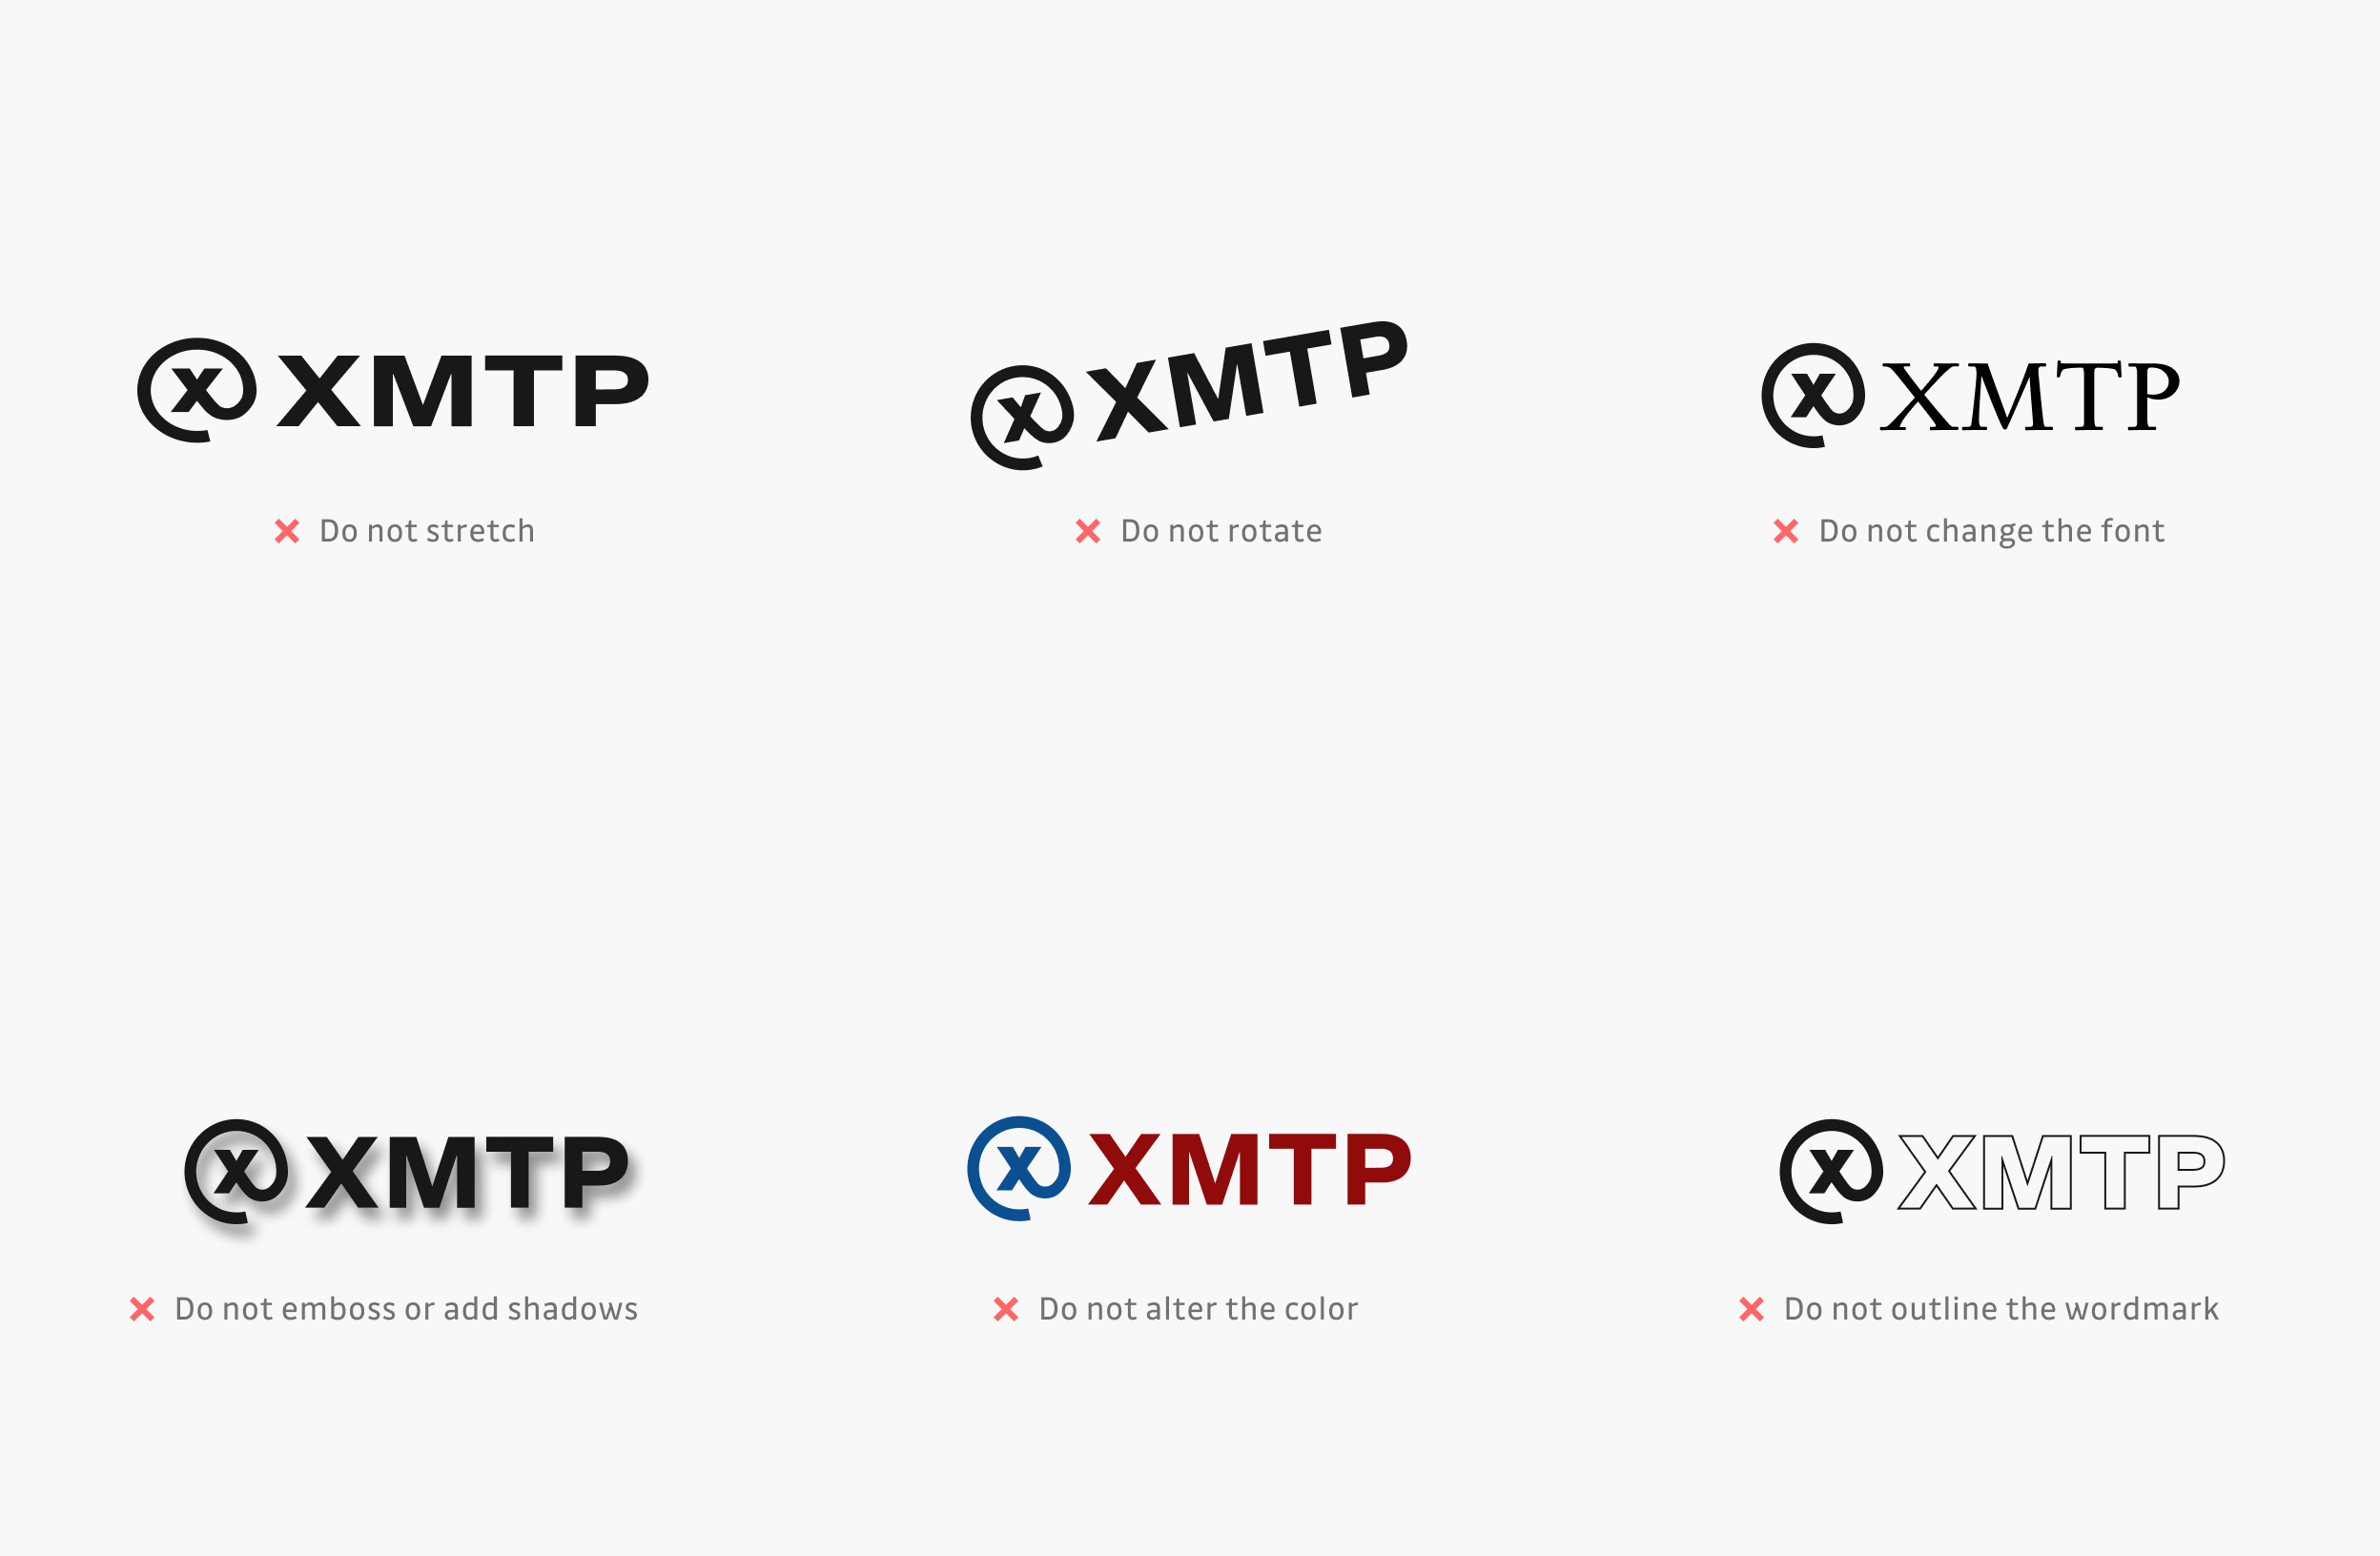 XMTP
XMTP
XMTP
Do not stretch
Do not rotate
Do not change the font
XMTP
XMTP
XMTP
Do not emboss or add shadows
Do not alter the color
Do not outline the wordmark